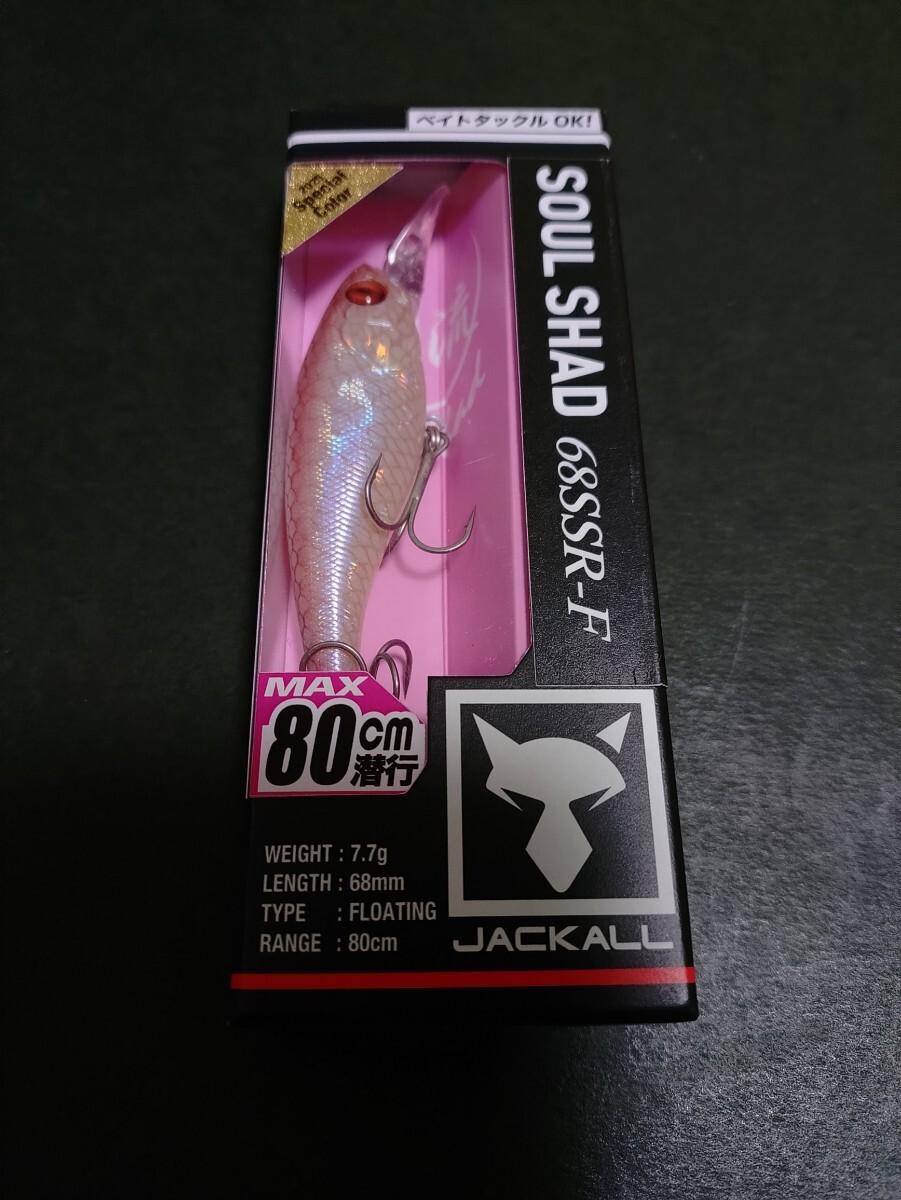 ベイトタックル OK!
Special
Color
SOUL SHAD 68SSR-F
MAX
80cm
潜行
WEIGHT : 7.7g
LENGTH : 68mm
TYPE : FLOATING
RANGE : 80cm
JACKALL